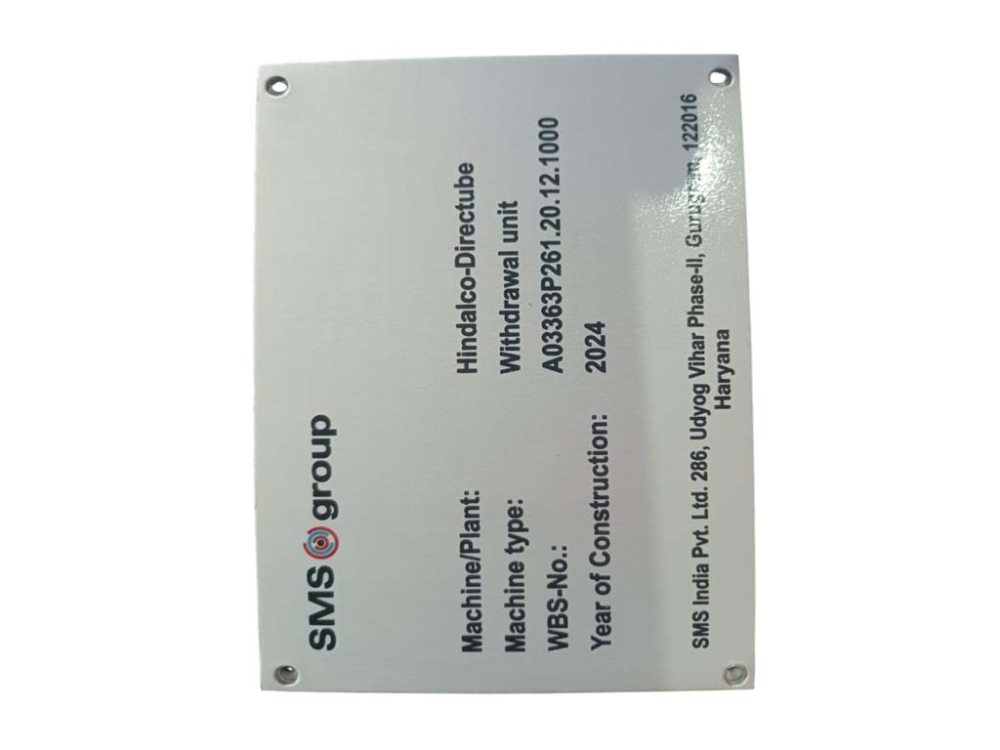 SMS group
Machine/Plant: Hindalco-Directube
Machine type: Withdrawal unit
WBS-No.: A03363P261.20.12.1000
Year of Construction: 2024
SMS India Pvt. Ltd. 286, Udyog Vihar Phase-II, Gurugram, 122016
Haryana